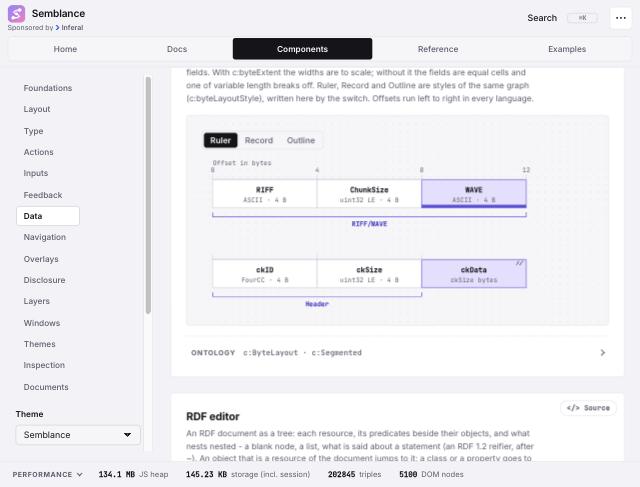 Semblance
Sponsored by Inferal
Search
⌘K
Home
Docs
Components
Reference
Examples
Foundations
Layout
Type
Actions
Inputs
Feedback
Data
Navigation
Overlays
Disclosure
Layers
Windows
Themes
Inspection
Documents
Theme
Semblance
fields. With c:byteExtent the widths are to scale; without it the fields are equal cells and
one of variable length breaks off. Ruler, Record and Outline are styles of the same graph
(c:byteLayoutStyle), written here by the switch. Offsets run left to right in every language.
Ruler
Record
Outline
Offset in bytes
0 4 8 12
RIFF ChunkSize WAVE
ASCII · 4 B uint32 LE · 4 B ASCII · 4 B
RIFF/WAVE
ckID ckSize ckData
FourCC · 4 B uint32 LE · 4 B ckSize bytes
Header
ONTOLOGY c:ByteLayout · c:Segmented
</> Source
RDF editor
An RDF document as a tree: each resource, its predicates beside their objects, and what
nests nested - a blank node, a list, what is said about a statement (an RDF 1.2 reifier, after
~). An object that is a resource of the document jumps to it; a class or a property goes to
PERFORMANCE 134.1 MB JS heap 145.23 KB storage (incl. session) 202845 triples 5100 DOM nodes